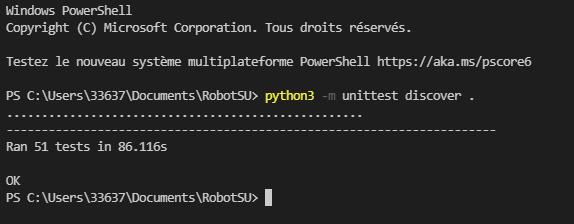 Windows PowerShell
Copyright (C) Microsoft Corporation. Tous droits réservés.
Testez le nouveau système multiplateforme PowerShell https://aka.ms/pscore6
PS C:\Users\33637\Documents\RobotSU> python3 -m unittest discover .
...................................................
----------------------------------------------------------------------
Ran 51 tests in 86.116s
OK
PS C:\Users\33637\Documents\RobotSU>